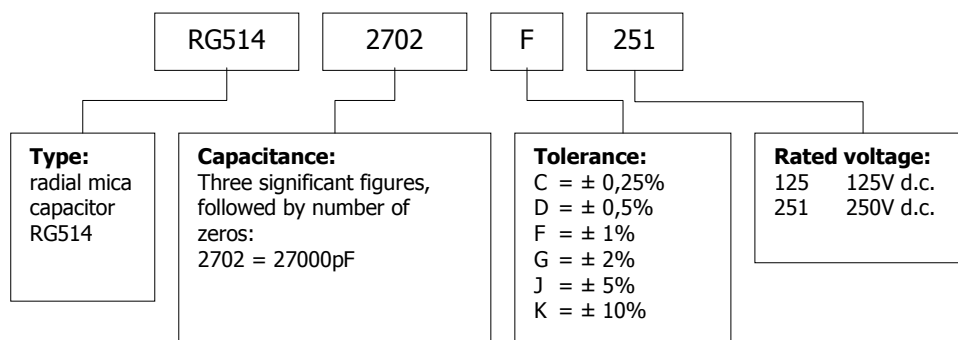 RG514 2702 F 251
Type:
radial mica
capacitor
RG514
Capacitance:
Three significant figures,
followed by number of
zeros:
2702 = 27000pF
Tolerance:
C = ± 0,25%
D = ± 0,5%
F = ± 1%
G = ± 2%
J = ± 5%
K = ± 10%
Rated voltage:
125 125V d.c.
251 250V d.c.